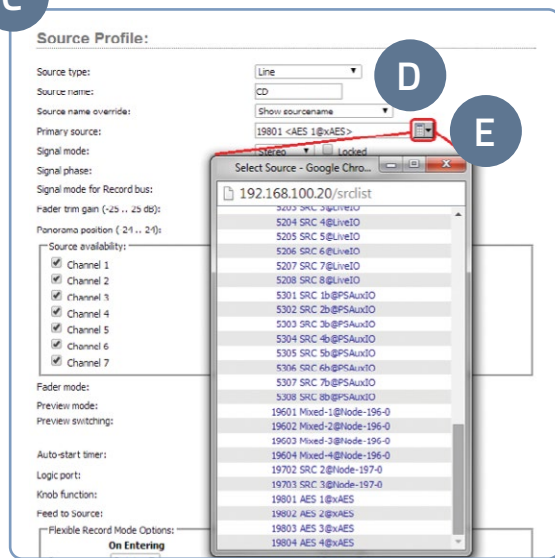 C
Source Profile:
Source type: Line
D
Source name: CD
Source name override: Show sourcename
Primary source: 19801 <AES 1@xAES>
E
Signal mode: Stereo Locked
Signal phase:
Signal mode for Record bus:
Fader trim gain (-25 .. 25 dB):
Panorama position (-24 .. 24):
Source availability:
Channel 1
Channel 2
Channel 3
Channel 4
Channel 5
Channel 6
Channel 7
Fader mode:
Preview mode:
Preview switching:
Auto-start timer:
Logic port:
Knob function:
Feed to Source:
Flexible Record Mode Options:
On Entering
Select Source - Google Chro...
192.168.100.20/srclist
5203 SRC 3@LiveIO
5204 SRC 4@LiveIO
5205 SRC 5@LiveIO
5206 SRC 6@LiveIO
5207 SRC 7@LiveIO
5208 SRC 8@LiveIO
5301 SRC 1b@PSAuxIO
5302 SRC 2b@PSAuxIO
5303 SRC 3b@PSAuxIO
5304 SRC 4b@PSAuxIO
5305 SRC 5b@PSAuxIO
5306 SRC 6b@PSAuxIO
5307 SRC 7b@PSAuxIO
5308 SRC 8b@PSAuxIO
19601 Mixed-1@Node-196-0
19602 Mixed-2@Node-196-0
19603 Mixed-3@Node-196-0
19604 Mixed-4@Node-196-0
19702 SRC 2@Node-197-0
19703 SRC 3@Node-197-0
19801 AES 1@xAES
19802 AES 2@xAES
19803 AES 3@xAES
19804 AES 4@xAES